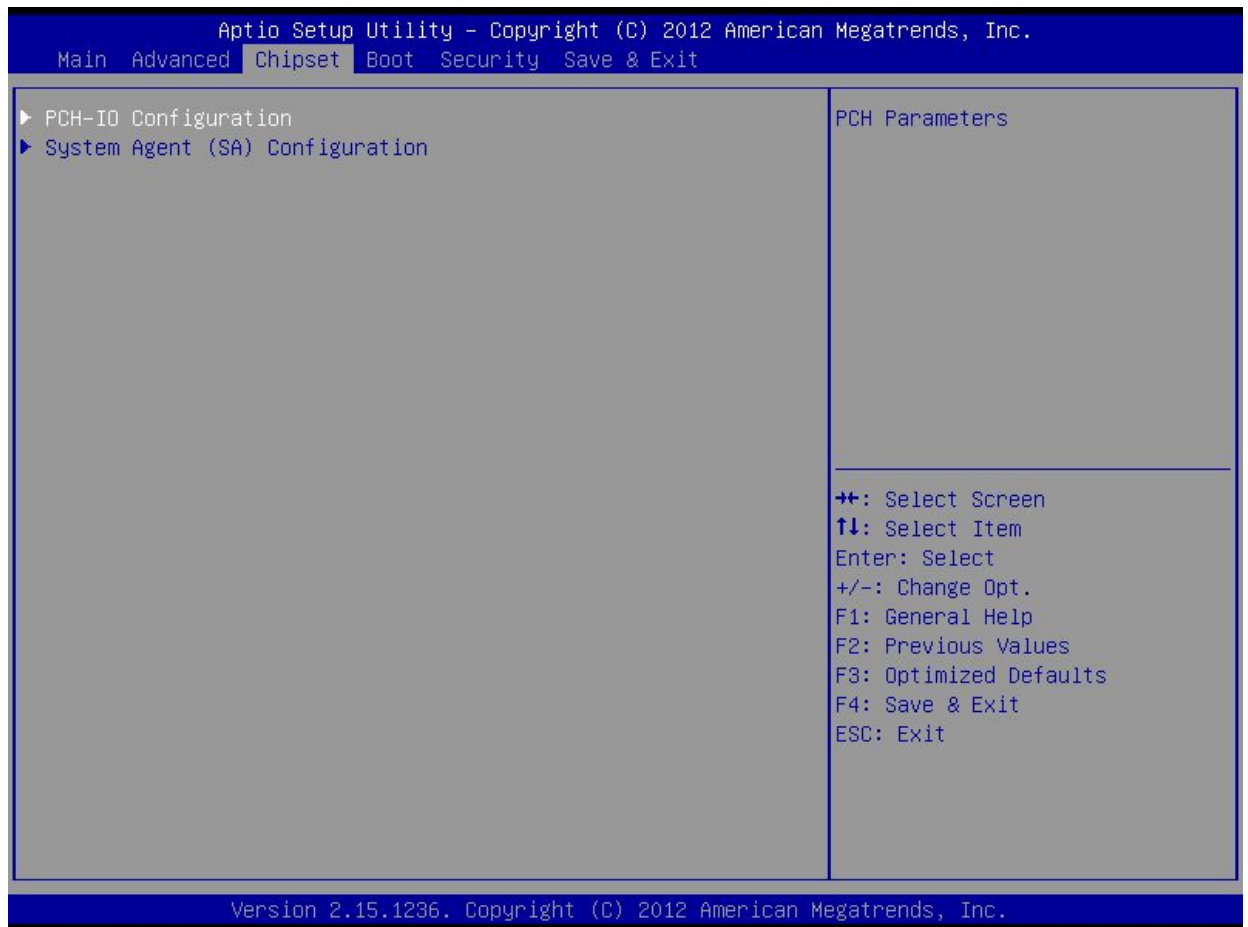 Aptio Setup Utility – Copyright (C) 2012 American Megatrends, Inc.
Main Advanced Chipset Boot Security Save & Exit
▶ PCH-IO Configuration
▶ System Agent (SA) Configuration
PCH Parameters
→←: Select Screen
↑↓: Select Item
Enter: Select
+/-: Change Opt.
F1: General Help
F2: Previous Values
F3: Optimized Defaults
F4: Save & Exit
ESC: Exit
Version 2.15.1236. Copyright (C) 2012 American Megatrends, Inc.